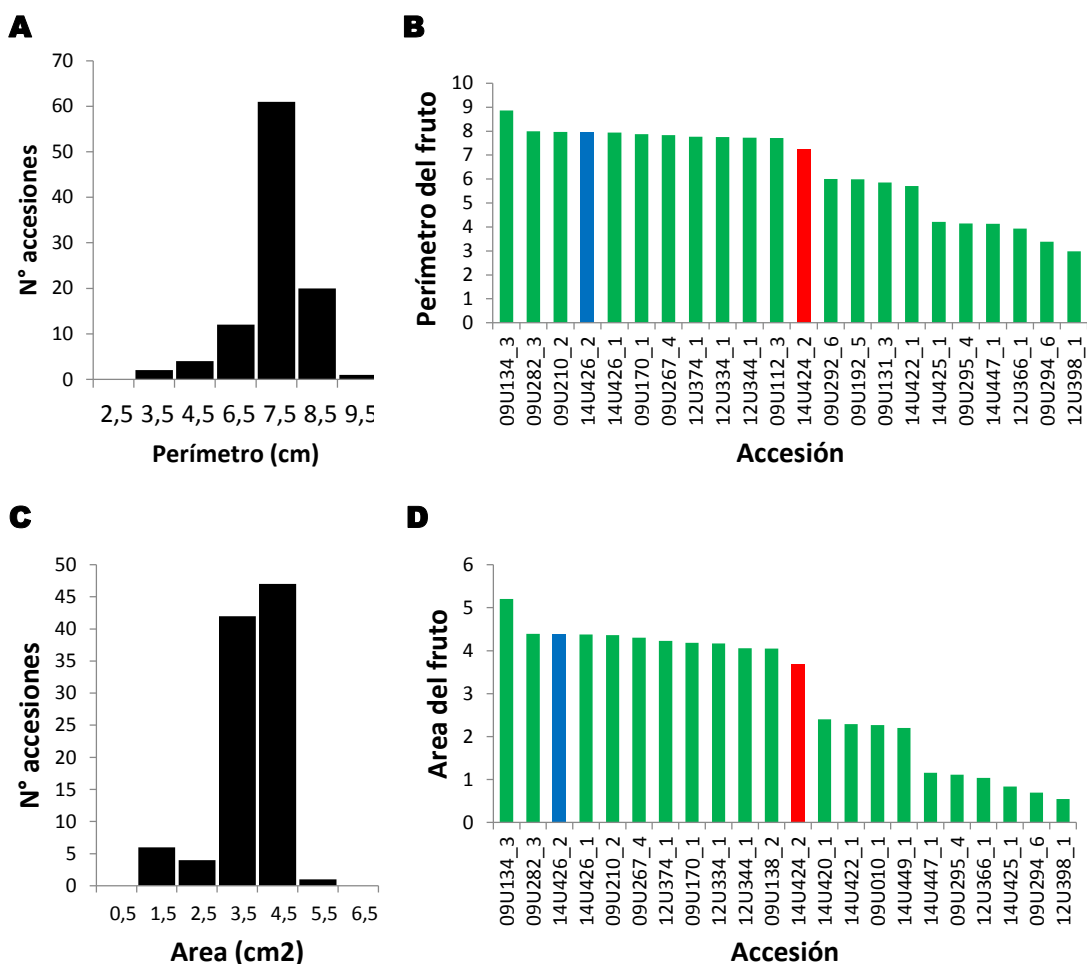 A
70
60
50
40
30
20
10
0
N° accesiones
2,5 3,5 4,5 6,5 7,5 8,5 9,5
Perímetro (cm)
B
10
9
8
7
6
5
4
3
2
1
0
Perímetro del fruto
09U134_3
09U282_3
09U210_2
14U426_2
14U426_1
09U170_1
09U267_4
12U374_1
12U334_1
12U344_1
09U112_3
14U424_2
09U292_6
09U192_5
09U131_3
14U422_1
14U425_1
09U295_4
14U447_1
12U366_1
09U294_6
12U398_1
Accesión
C
50
45
40
35
30
25
20
15
10
5
0
N° accesiones
0,5 1,5 2,5 3,5 4,5 5,5 6,5
Area (cm2)
D
6
5
4
3
2
1
0
Area del fruto
09U134_3
09U282_3
14U426_2
14U426_1
09U210_2
09U267_4
12U374_1
09U170_1
12U334_1
12U344_1
09U138_2
14U424_2
14U420_1
14U422_1
09U010_1
14U449_1
14U447_1
09U295_4
12U366_1
14U425_1
09U294_6
12U398_1
Accesión